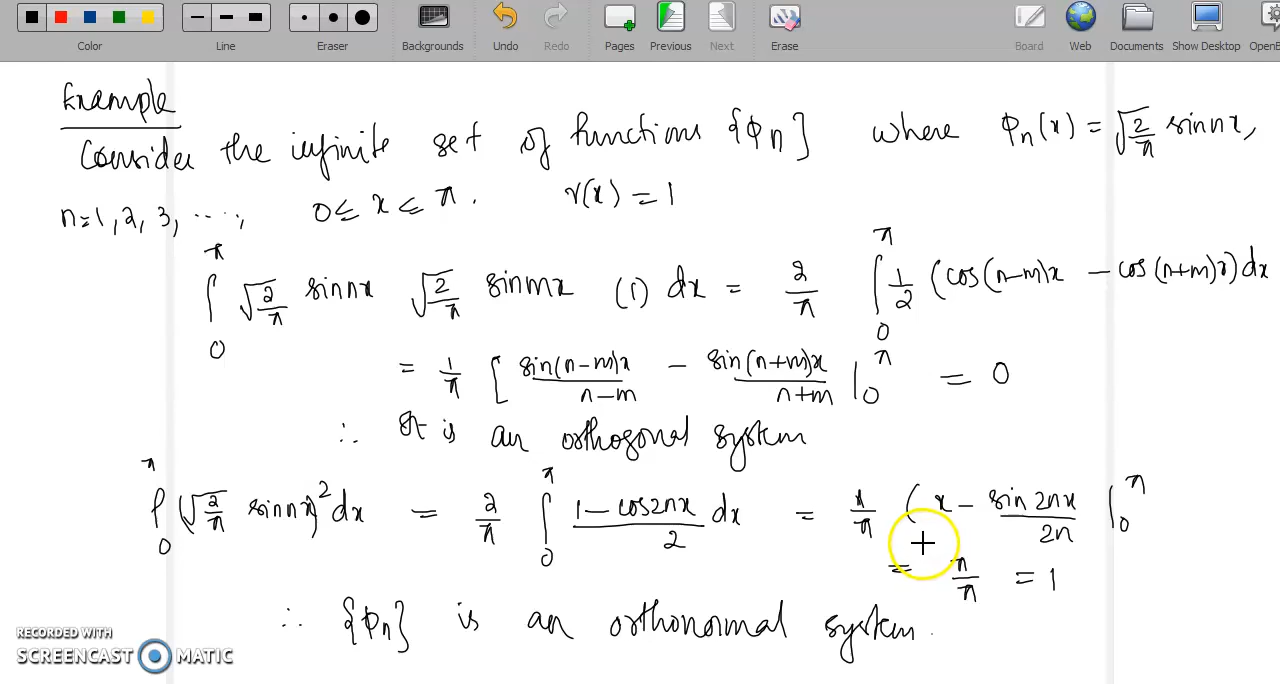 Color Line Eraser Backgrounds Undo Redo Pages Previous Next Erase Board Web Documents Show Desktop OpenB
Example
Consider the infinite set of functions {φn} where φn(x) = √2/π sin nx,
n=1, 2, 3, ....., 0 ≤ x ≤ π. r(x) = 1
∫0^π √2/π sin nx √2/π sin mx (1) dx = 2/π ∫0^π 1/2 (cos(n-m)x - cos(n+m)x) dx
= 1/π [ sin(n-m)x/n-m - sin(n+m)x/n+m |0^π = 0
∴ It is an orthogonal system
∫0^π (√2/π sin nx)^2 dx = 2/π ∫0^π 1 - cos2nx/2 dx = 1/π ( x - sin 2nx/2n |0^π
= π/π = 1
∴ {φn} is an orthonormal system.
RECORDED WITH
SCREENCAST MATIC